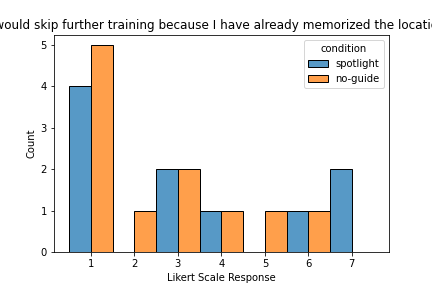 would skip further training because I have already memorized the locati
condition
spotlight
no-guide
Count
5
4
3
2
1
0
1 2 3 4 5 6 7
Likert Scale Response